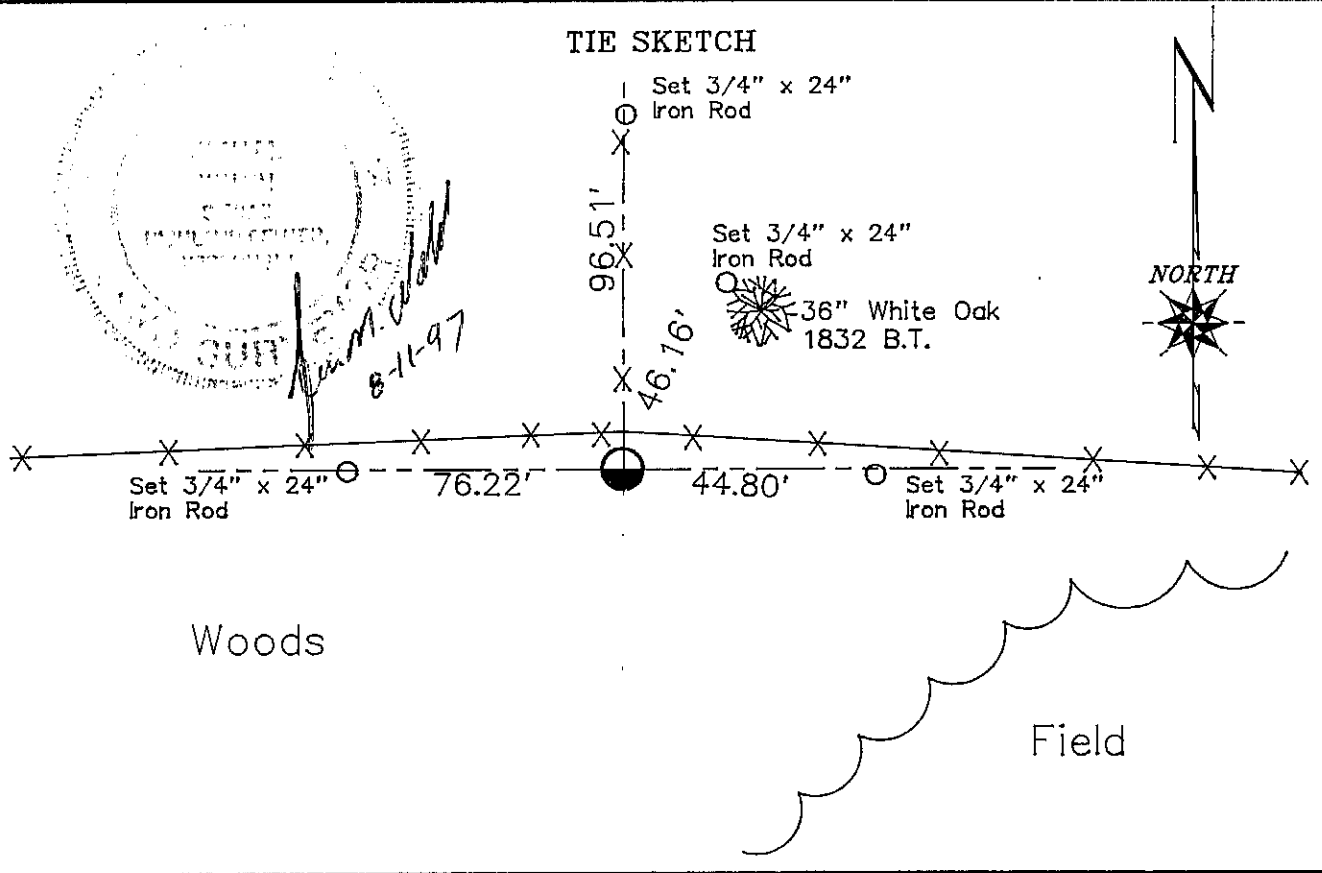 TIE SKETCH
Set 3/4" x 24"
Iron Rod
96.51'
Set 3/4" x 24"
Iron Rod
NORTH
36" White Oak
1832 B.T.
46.16'
8-11-97
Set 3/4" x 24"
Iron Rod
76.22'
44.80'
Set 3/4" x 24"
Iron Rod
Woods
Field